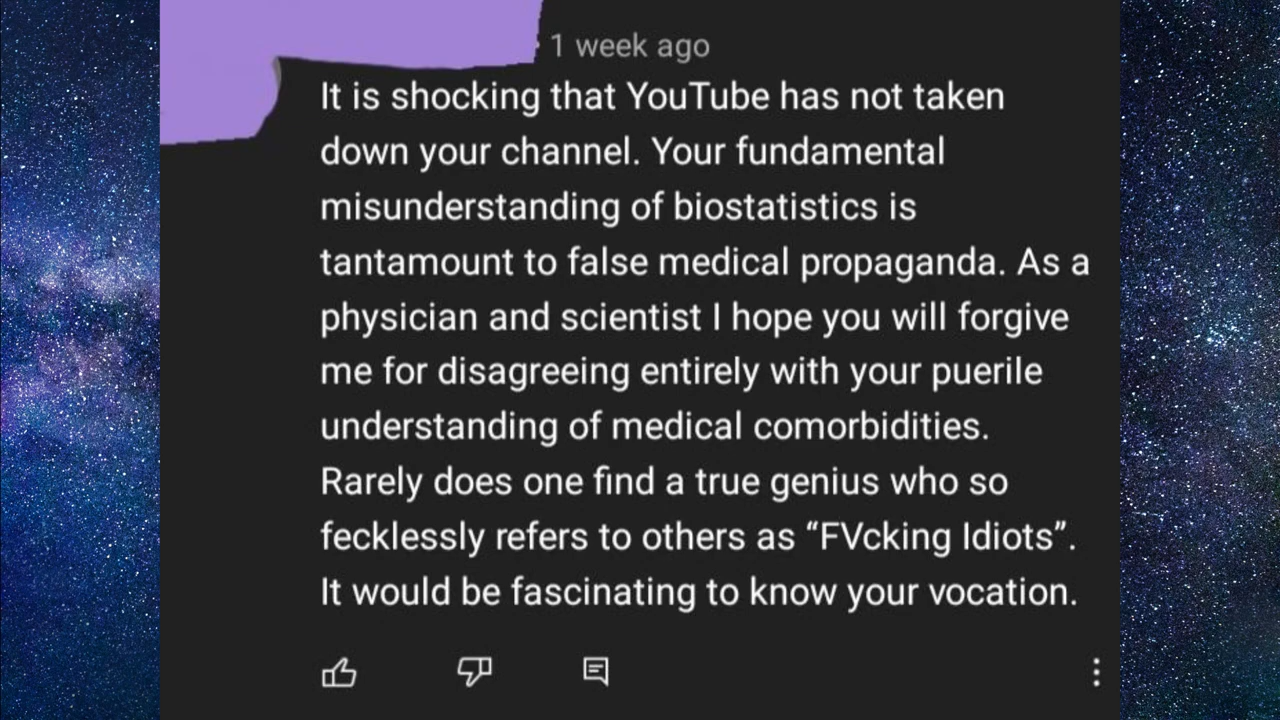 1 week ago
It is shocking that YouTube has not taken
down your channel. Your fundamental
misunderstanding of biostatistics is
tantamount to false medical propaganda. As a
physician and scientist I hope you will forgive
me for disagreeing entirely with your puerile
understanding of medical comorbidities.
Rarely does one find a true genius who so
fecklessly refers to others as “FVcking Idiots”.
It would be fascinating to know your vocation.